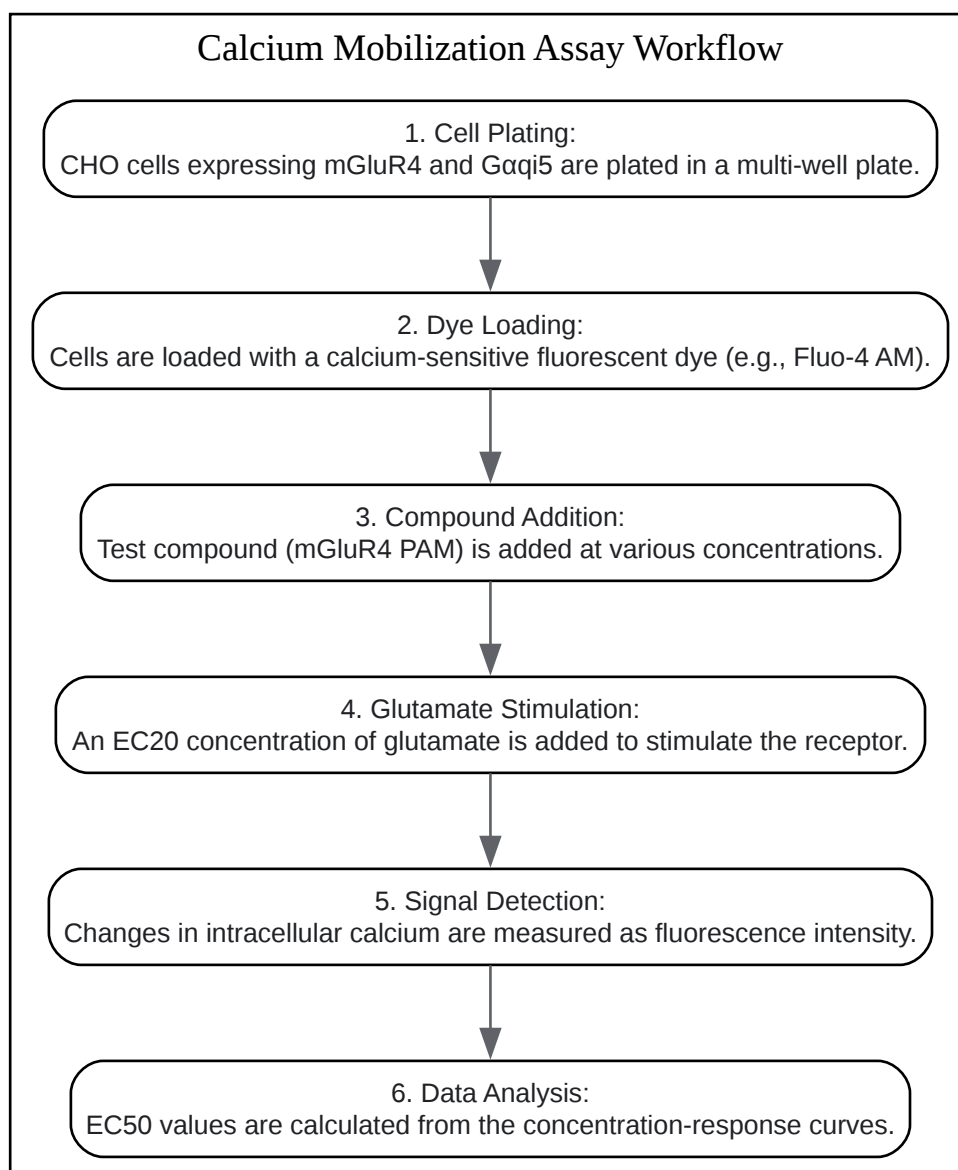 Calcium Mobilization Assay Workflow
1. Cell Plating:
CHO cells expressing mGluR4 and Gαqi5 are plated in a multi-well plate.
2. Dye Loading:
Cells are loaded with a calcium-sensitive fluorescent dye (e.g., Fluo-4 AM).
3. Compound Addition:
Test compound (mGluR4 PAM) is added at various concentrations.
4. Glutamate Stimulation:
An EC20 concentration of glutamate is added to stimulate the receptor.
5. Signal Detection:
Changes in intracellular calcium are measured as fluorescence intensity.
6. Data Analysis:
EC50 values are calculated from the concentration-response curves.